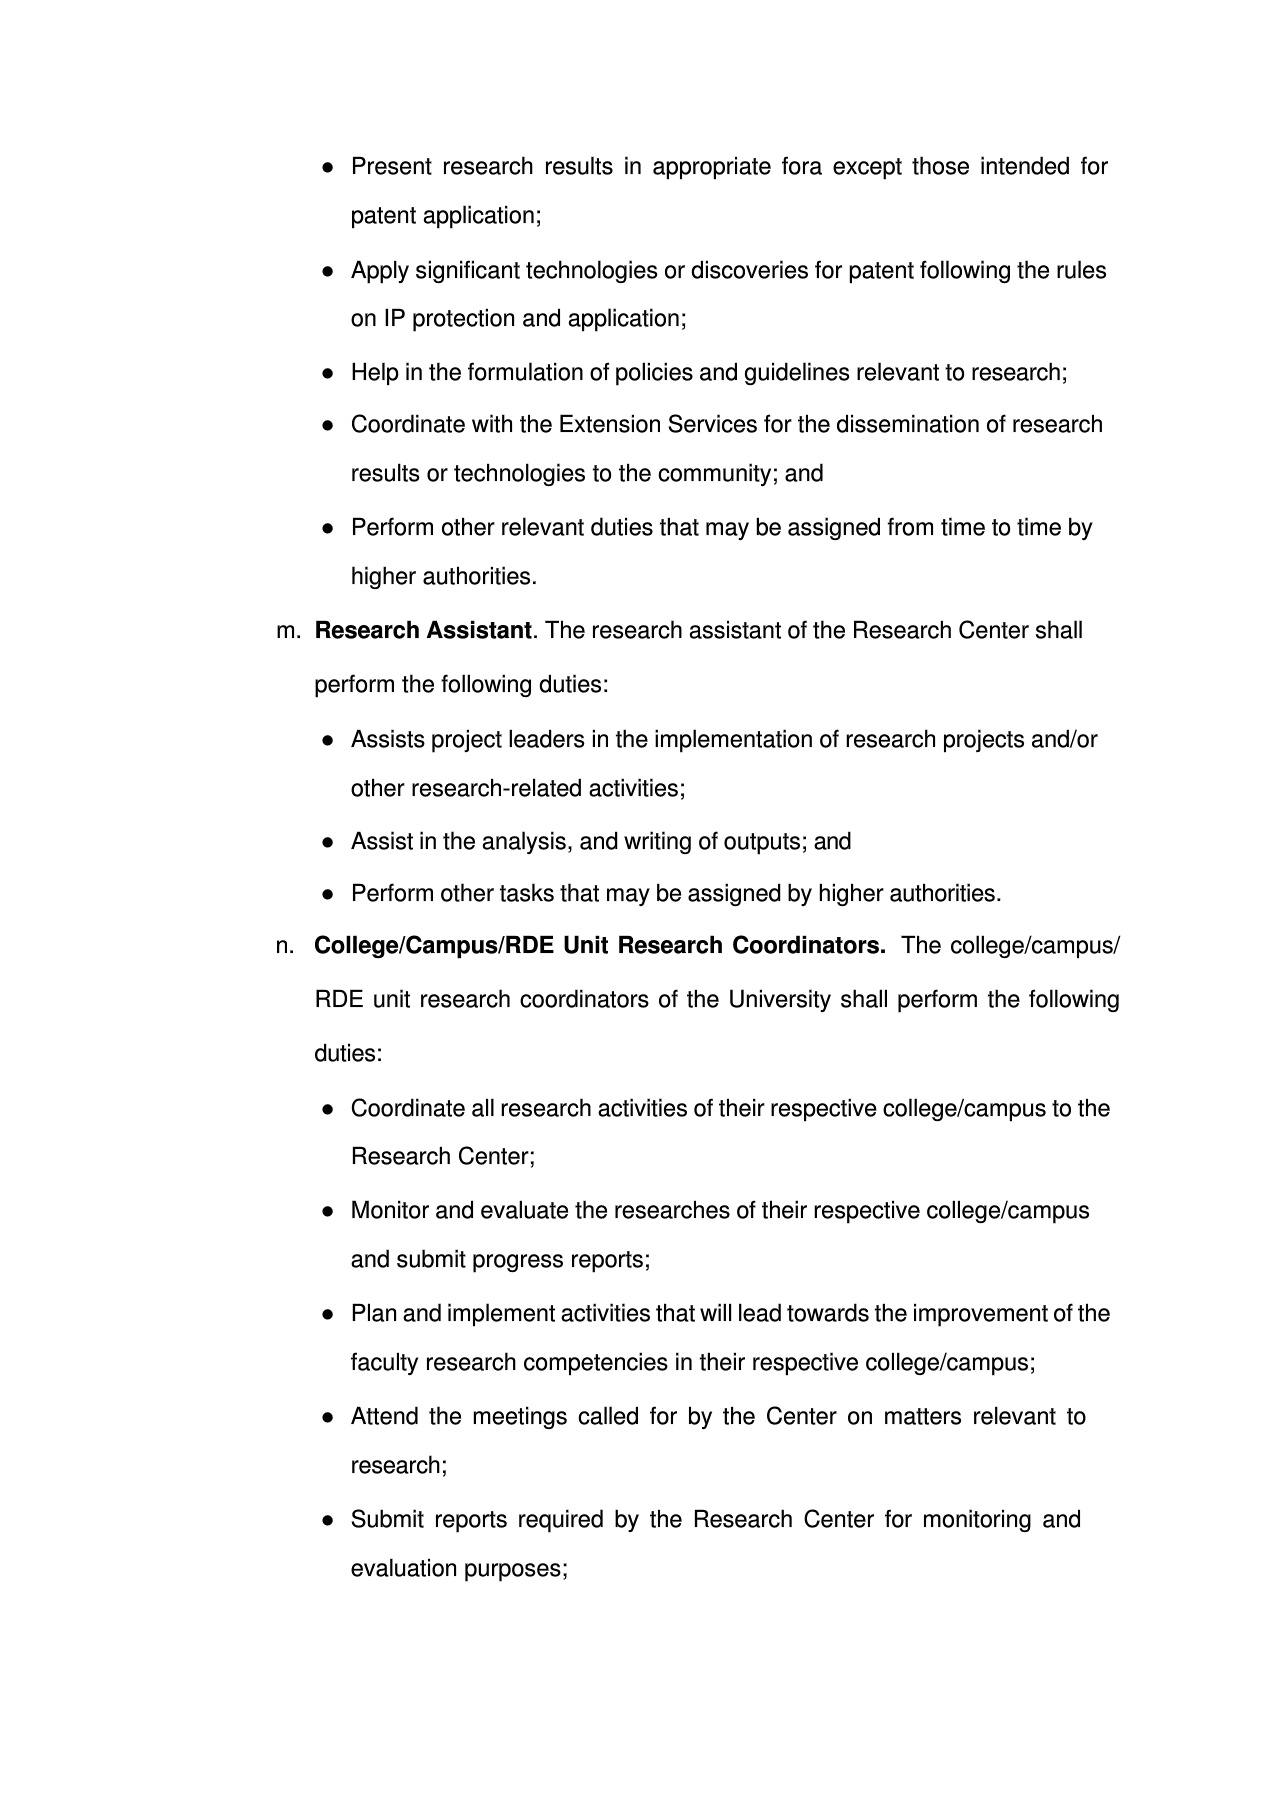 ● Present research results in appropriate fora except those intended for
patent application;
● Apply significant technologies or discoveries for patent following the rules
on IP protection and application;
● Help in the formulation of policies and guidelines relevant to research;
● Coordinate with the Extension Services for the dissemination of research
results or technologies to the community; and
● Perform other relevant duties that may be assigned from time to time by
higher authorities.
m. Research Assistant. The research assistant of the Research Center shall
perform the following duties:
● Assists project leaders in the implementation of research projects and/or
other research-related activities;
● Assist in the analysis, and writing of outputs; and
● Perform other tasks that may be assigned by higher authorities.
n. College/Campus/RDE Unit Research Coordinators. The college/campus/
RDE unit research coordinators of the University shall perform the following
duties:
● Coordinate all research activities of their respective college/campus to the
Research Center;
● Monitor and evaluate the researches of their respective college/campus
and submit progress reports;
● Plan and implement activities that will lead towards the improvement of the
faculty research competencies in their respective college/campus;
● Attend the meetings called for by the Center on matters relevant to
research;
● Submit reports required by the Research Center for monitoring and
evaluation purposes;